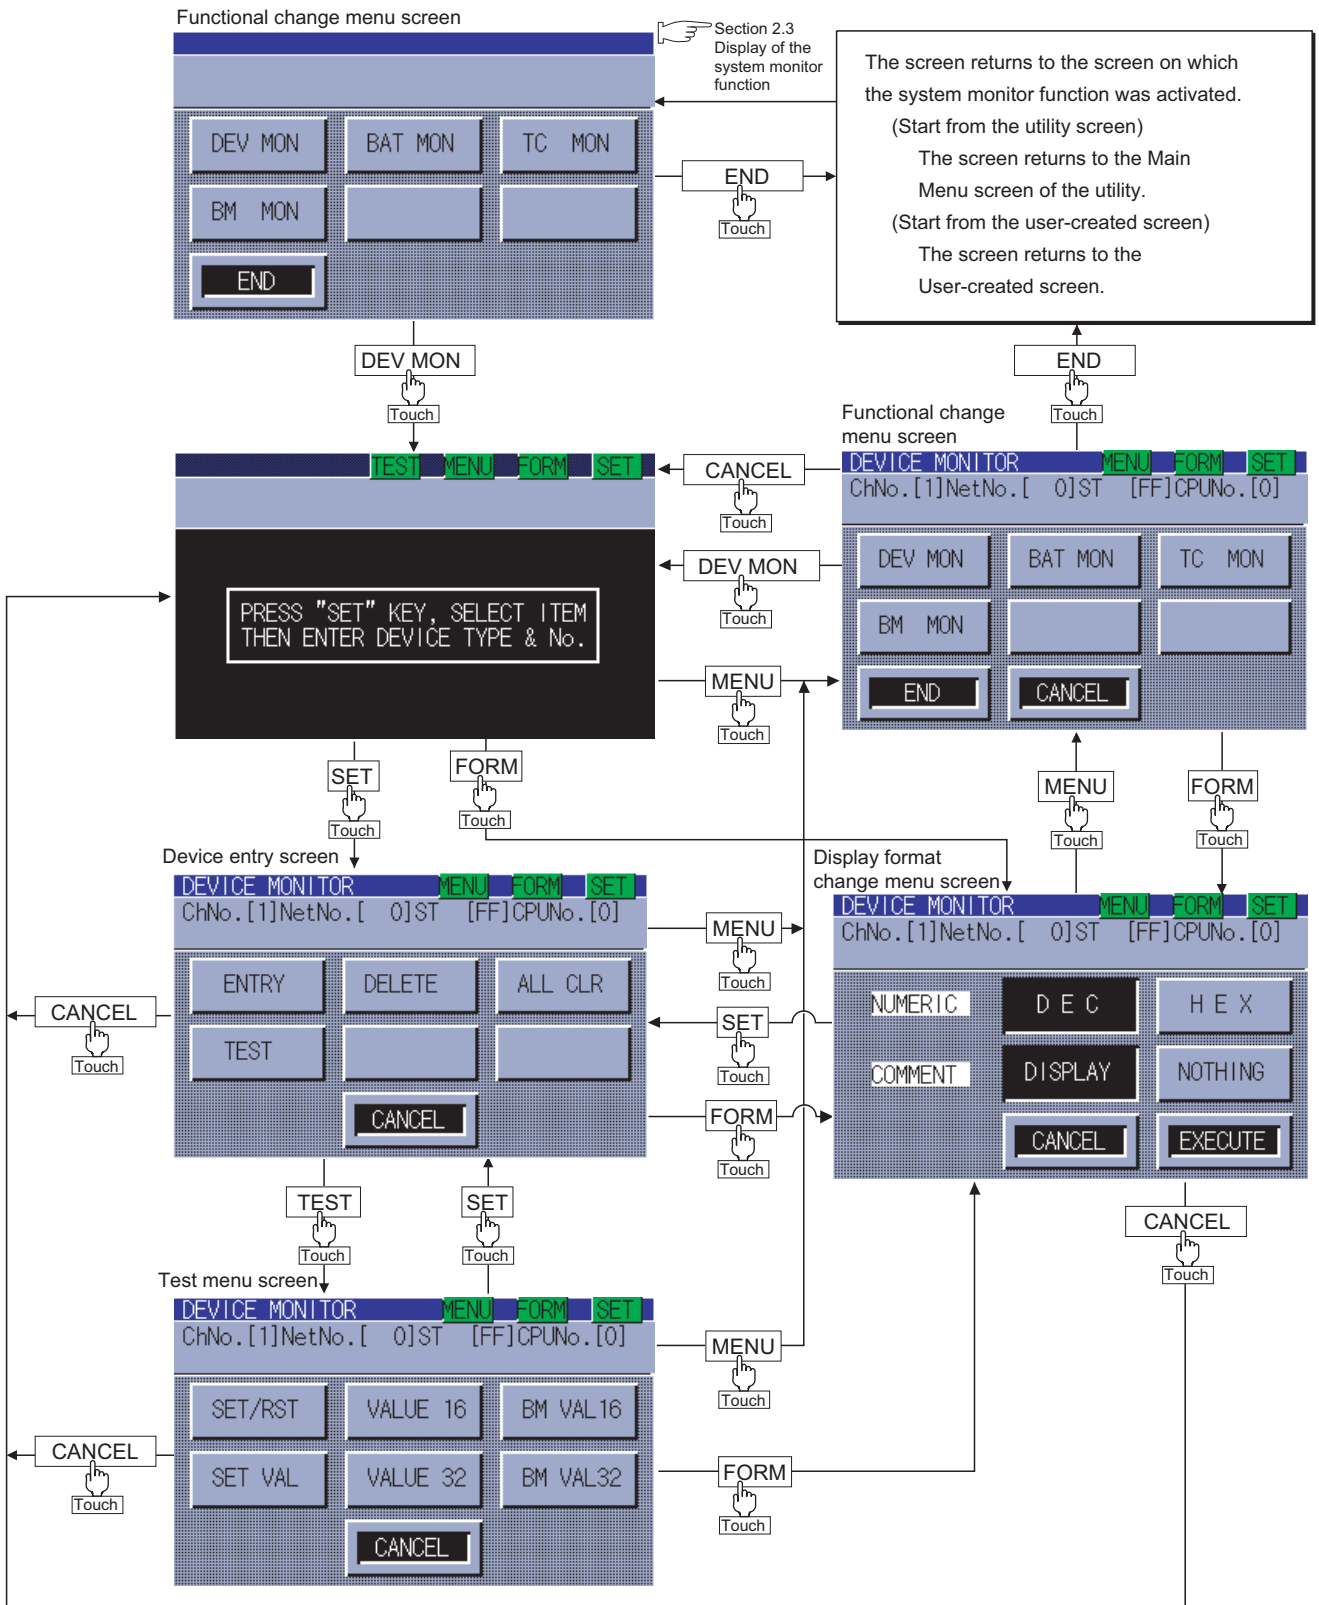 Functional change menu screen
Section 2.3
Display of the
system monitor
function
DEV MON
BAT MON
TC MON
BM MON
END
END
Touch
The screen returns to the screen on which
the system monitor function was activated.
(Start from the utility screen)
The screen returns to the Main
Menu screen of the utility.
(Start from the user-created screen)
The screen returns to the
User-created screen.
DEV MON
Touch
END
Touch
Functional change
menu screen
TEST MENU FORM SET
PRESS "SET" KEY, SELECT ITEM
THEN ENTER DEVICE TYPE & No.
CANCEL
Touch
DEV MON
Touch
MENU
Touch
DEVICE MONITOR MENU FORM SET
ChNo.[1]NetNo.[ 0]ST [FF]CPUNo.[0]
DEV MON
BAT MON
TC MON
BM MON
END
CANCEL
SET
Touch
FORM
Touch
MENU
Touch
FORM
Touch
Device entry screen
DEVICE MONITOR MENU FORM SET
ChNo.[1]NetNo.[ 0]ST [FF]CPUNo.[0]
ENTRY
DELETE
ALL CLR
TEST
CANCEL
CANCEL
Touch
MENU
Touch
SET
Touch
FORM
Touch
Display format
change menu screen
DEVICE MONITOR MENU FORM SET
ChNo.[1]NetNo.[ 0]ST [FF]CPUNo.[0]
NUMERIC
D E C
H E X
COMMENT
DISPLAY
NOTHING
CANCEL
EXECUTE
TEST
Touch
SET
Touch
CANCEL
Touch
Test menu screen
DEVICE MONITOR MENU FORM SET
ChNo.[1]NetNo.[ 0]ST [FF]CPUNo.[0]
SET/RST
VALUE 16
BM VAL16
SET VAL
VALUE 32
BM VAL32
CANCEL
CANCEL
Touch
MENU
Touch
FORM
Touch